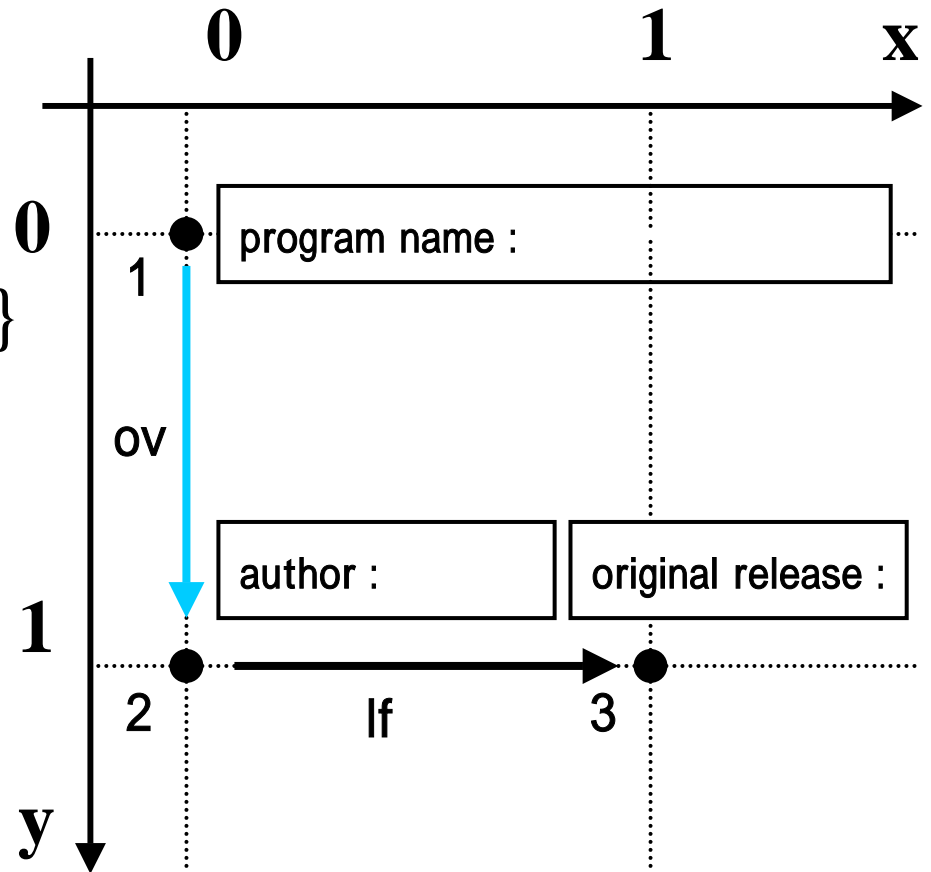 0 1 x
0
program name :
1
}
ov
author :
original release :
1
2
lf
3
y